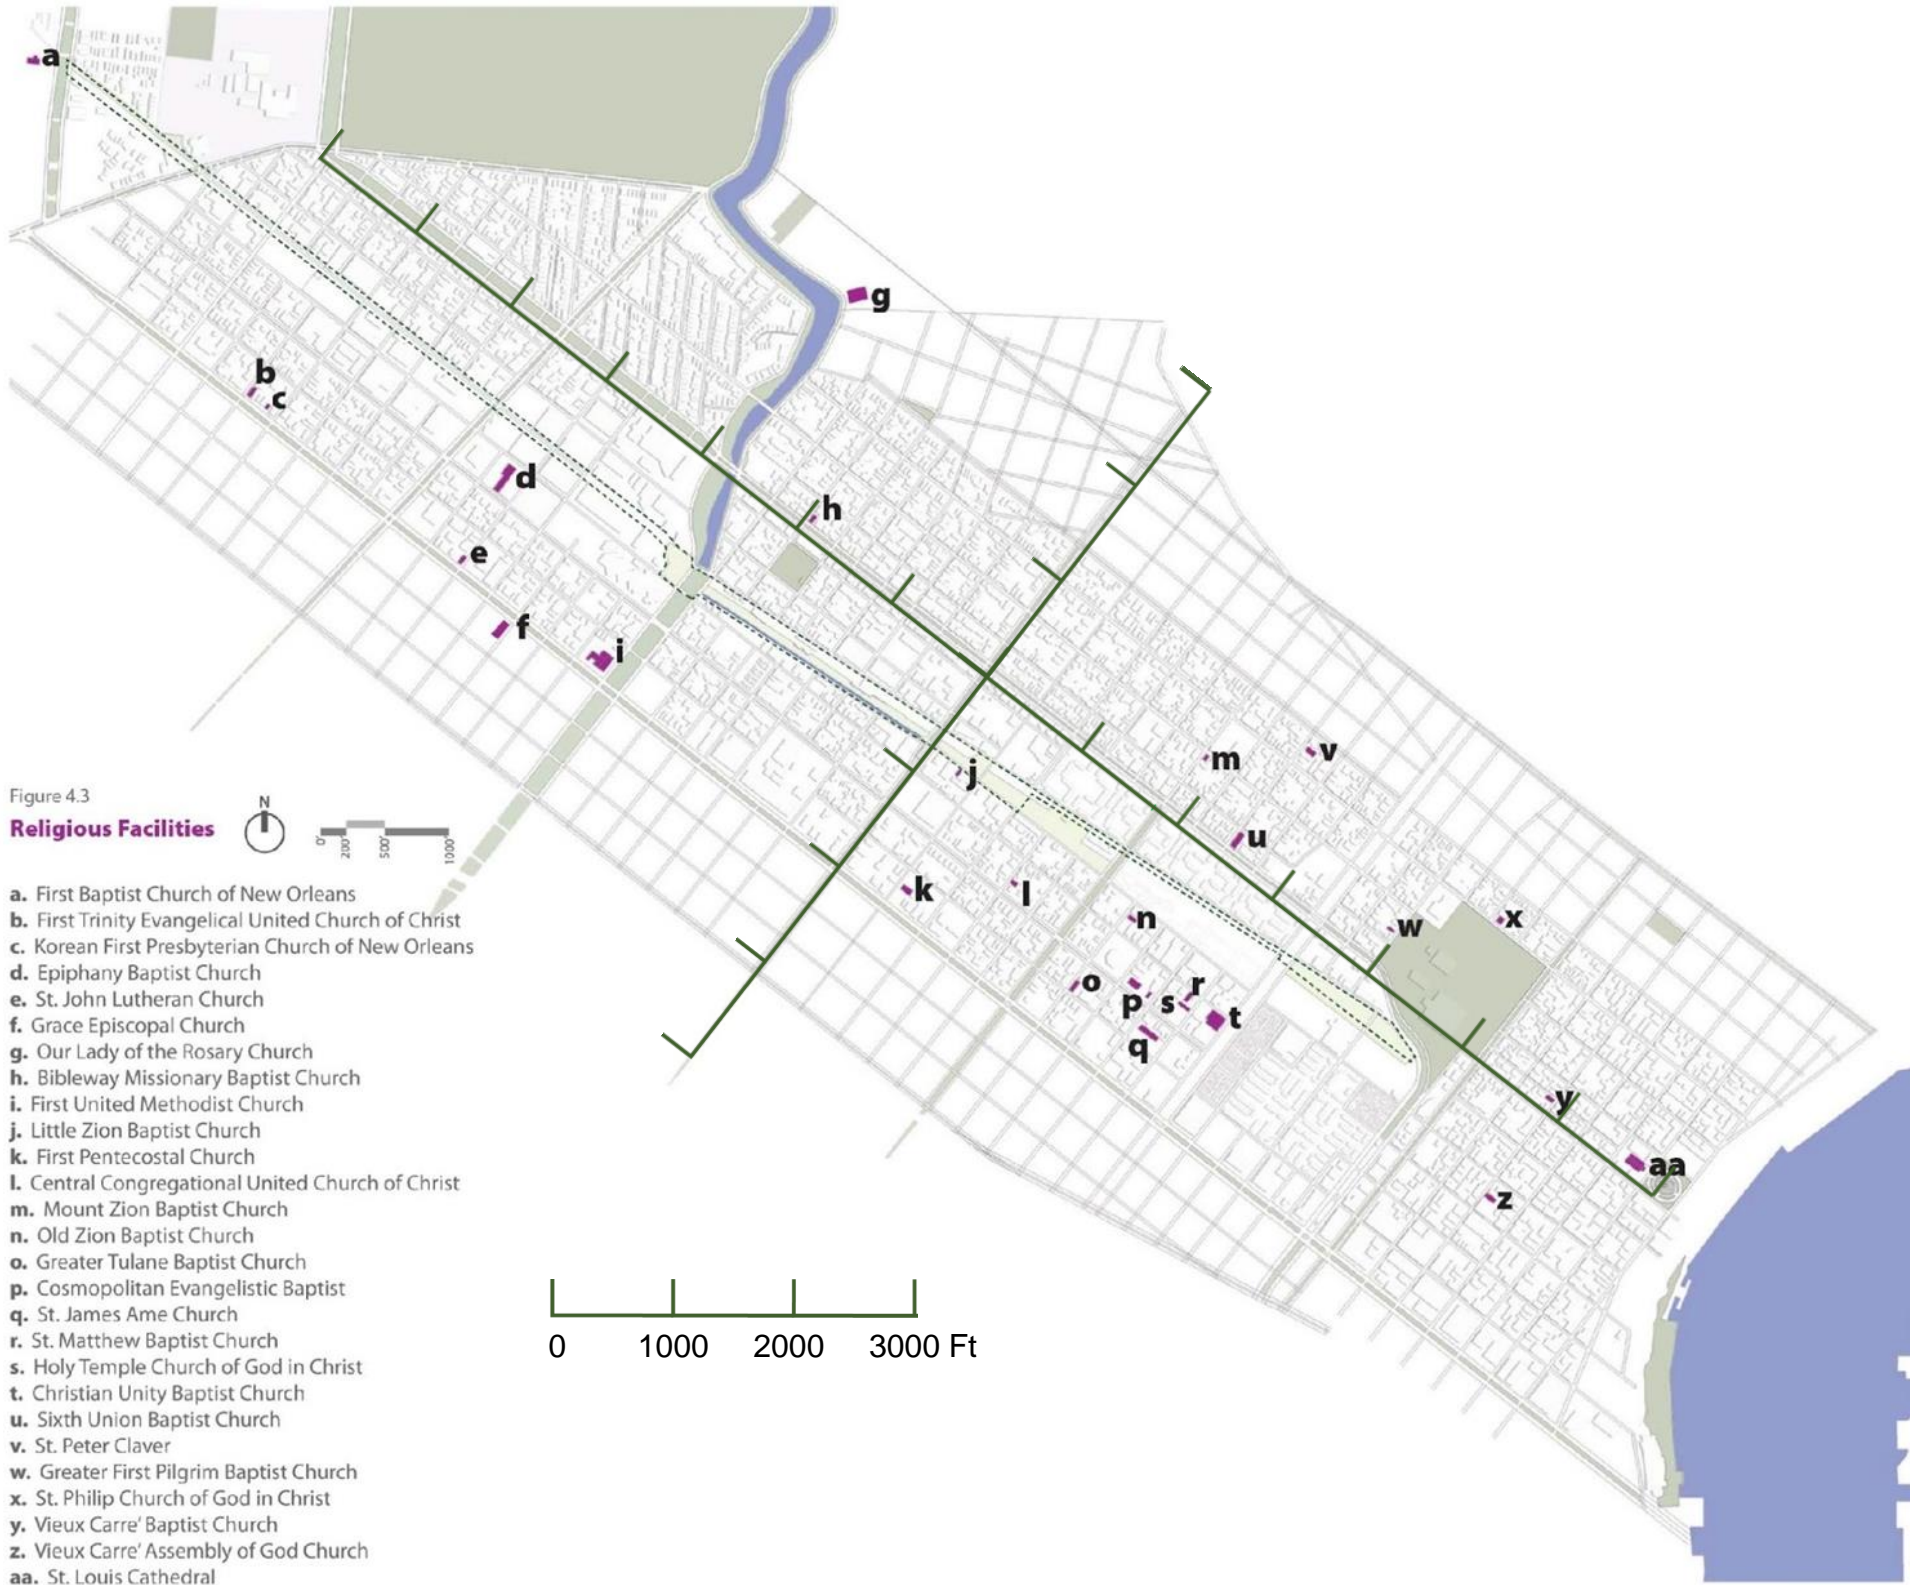 a
g
b
c
d
h
e
f
i
m
v
j
u
k
l
n
w
x
o
p
s
r
t
q
y
aa
z
Figure 4.3
Religious Facilities
N
0'
200'
500'
1000'
a. First Baptist Church of New Orleans
b. First Trinity Evangelical United Church of Christ
c. Korean First Presbyterian Church of New Orleans
d. Epiphany Baptist Church
e. St. John Lutheran Church
f. Grace Episcopal Church
g. Our Lady of the Rosary Church
h. Bibleway Missionary Baptist Church
i. First United Methodist Church
j. Little Zion Baptist Church
k. First Pentecostal Church
l. Central Congregational United Church of Christ
m. Mount Zion Baptist Church
n. Old Zion Baptist Church
o. Greater Tulane Baptist Church
p. Cosmopolitan Evangelistic Baptist
q. St. James Ame Church
r. St. Matthew Baptist Church
s. Holy Temple Church of God in Christ
t. Christian Unity Baptist Church
u. Sixth Union Baptist Church
v. St. Peter Claver
w. Greater First Pilgrim Baptist Church
x. St. Philip Church of God in Christ
y. Vieux Carre' Baptist Church
z. Vieux Carre' Assembly of God Church
aa. St. Louis Cathedral
0 1000 2000 3000 Ft